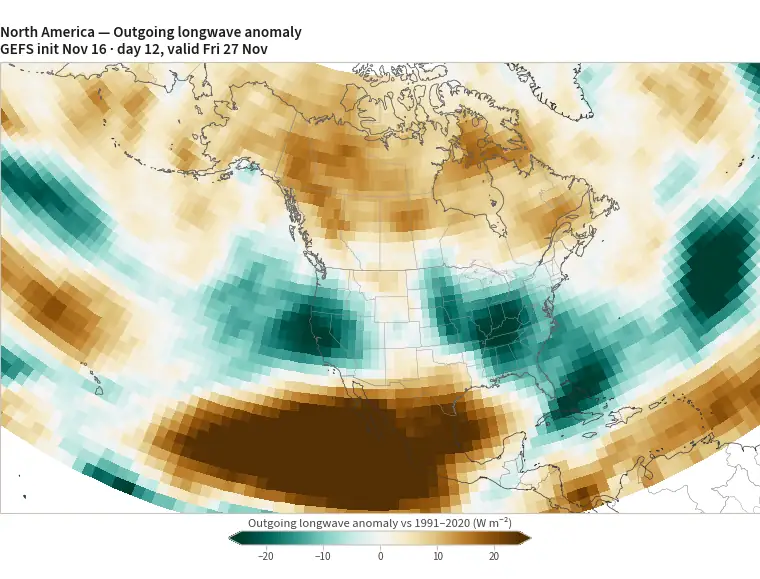 North America — Outgoing longwave anomaly
GEFS init Nov 16 · day 12, valid Fri 27 Nov
Outgoing longwave anomaly vs 1991–2020 (W m⁻²)
−20 −10 0 10 20